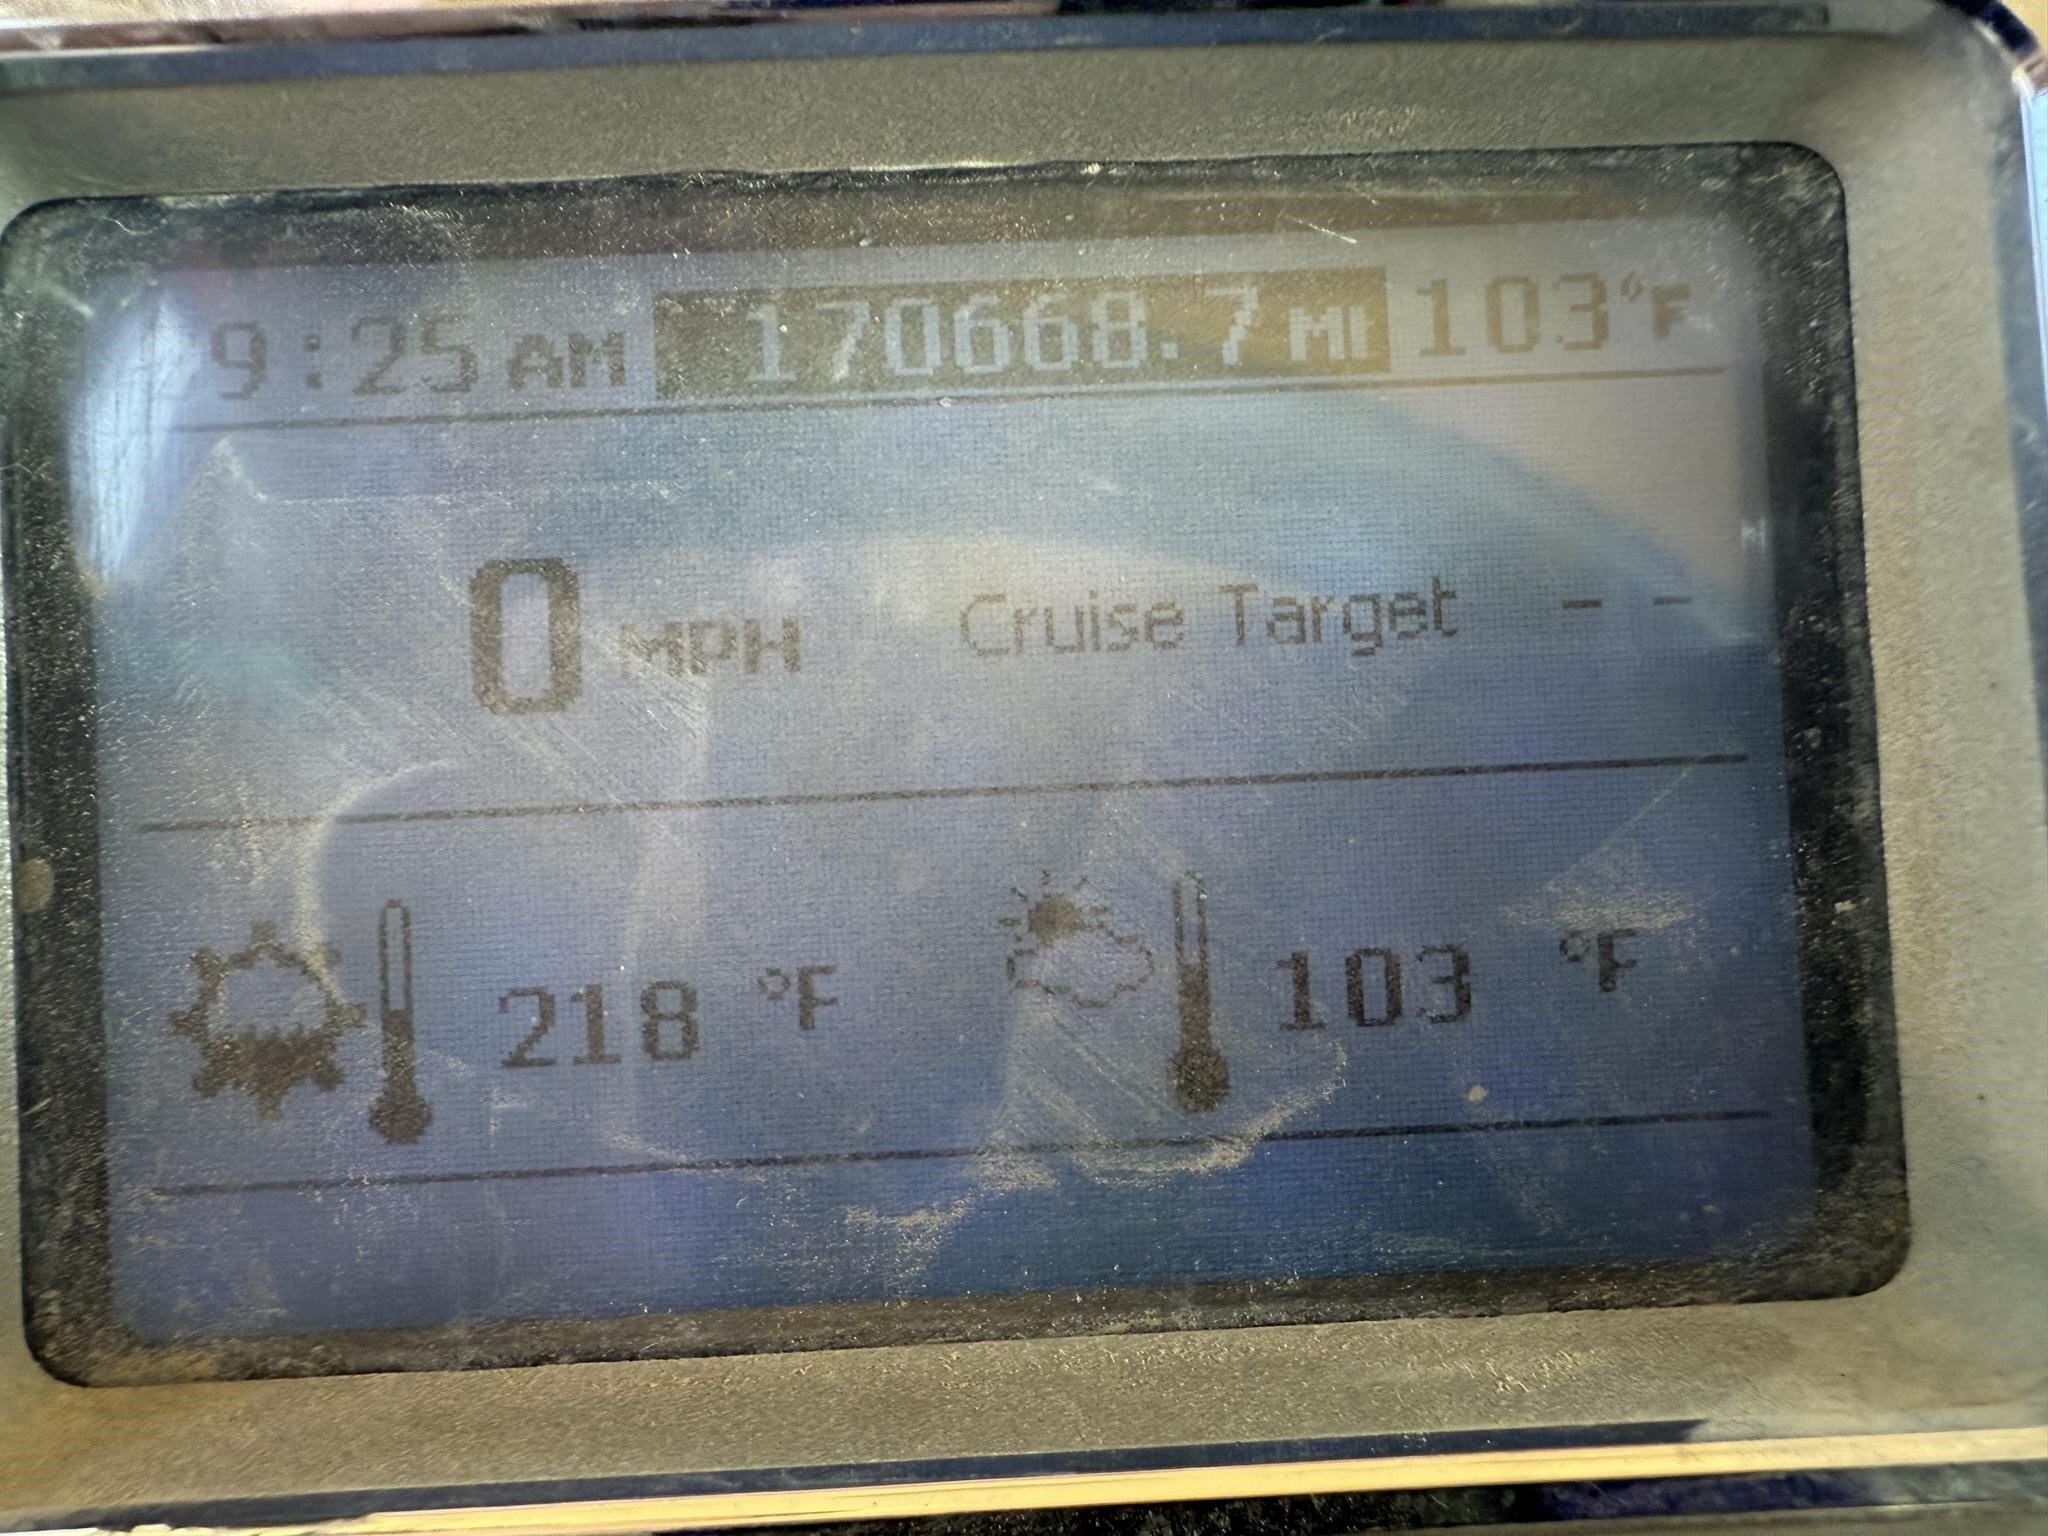 9:25 AM 170668.7 MI 103°F
0 MPH Cruise Target - -
218 °F 103 °F